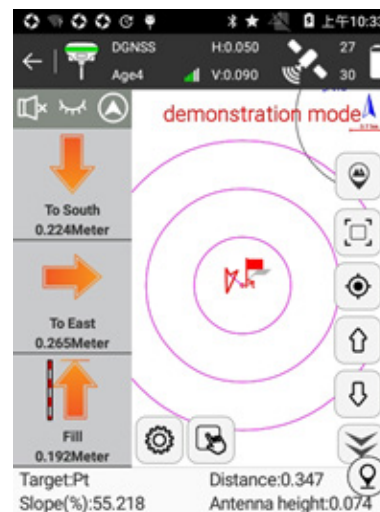 上午10:33
DGNSS H:0.050 27
Age4 V:0.090 30
demonstration mode
To South
0.224Meter
To East
0.265Meter
Fill
0.192Meter
Target:Pt Distance:0.347
Slope(%):55.218 Antenna height:0.074